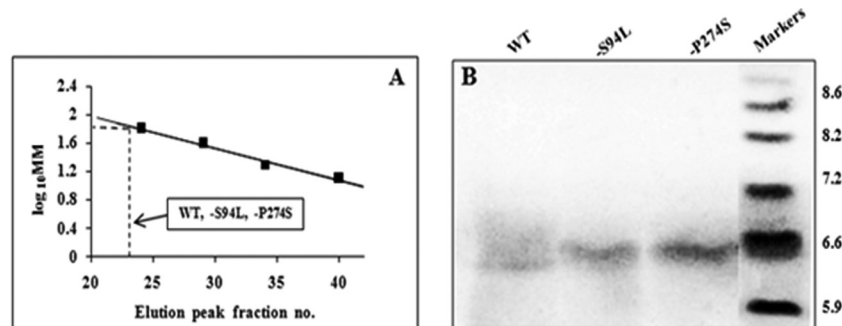 WT
-S94L
-P274S
Markers
A
2.4
2
1.6
1.2
0.8
0.4
0
log 10MM
WT, -S94L, -P274S
20 25 30 35 40
Elution peak fraction no.
B
8.6
8.2
7.2
6.6
5.9